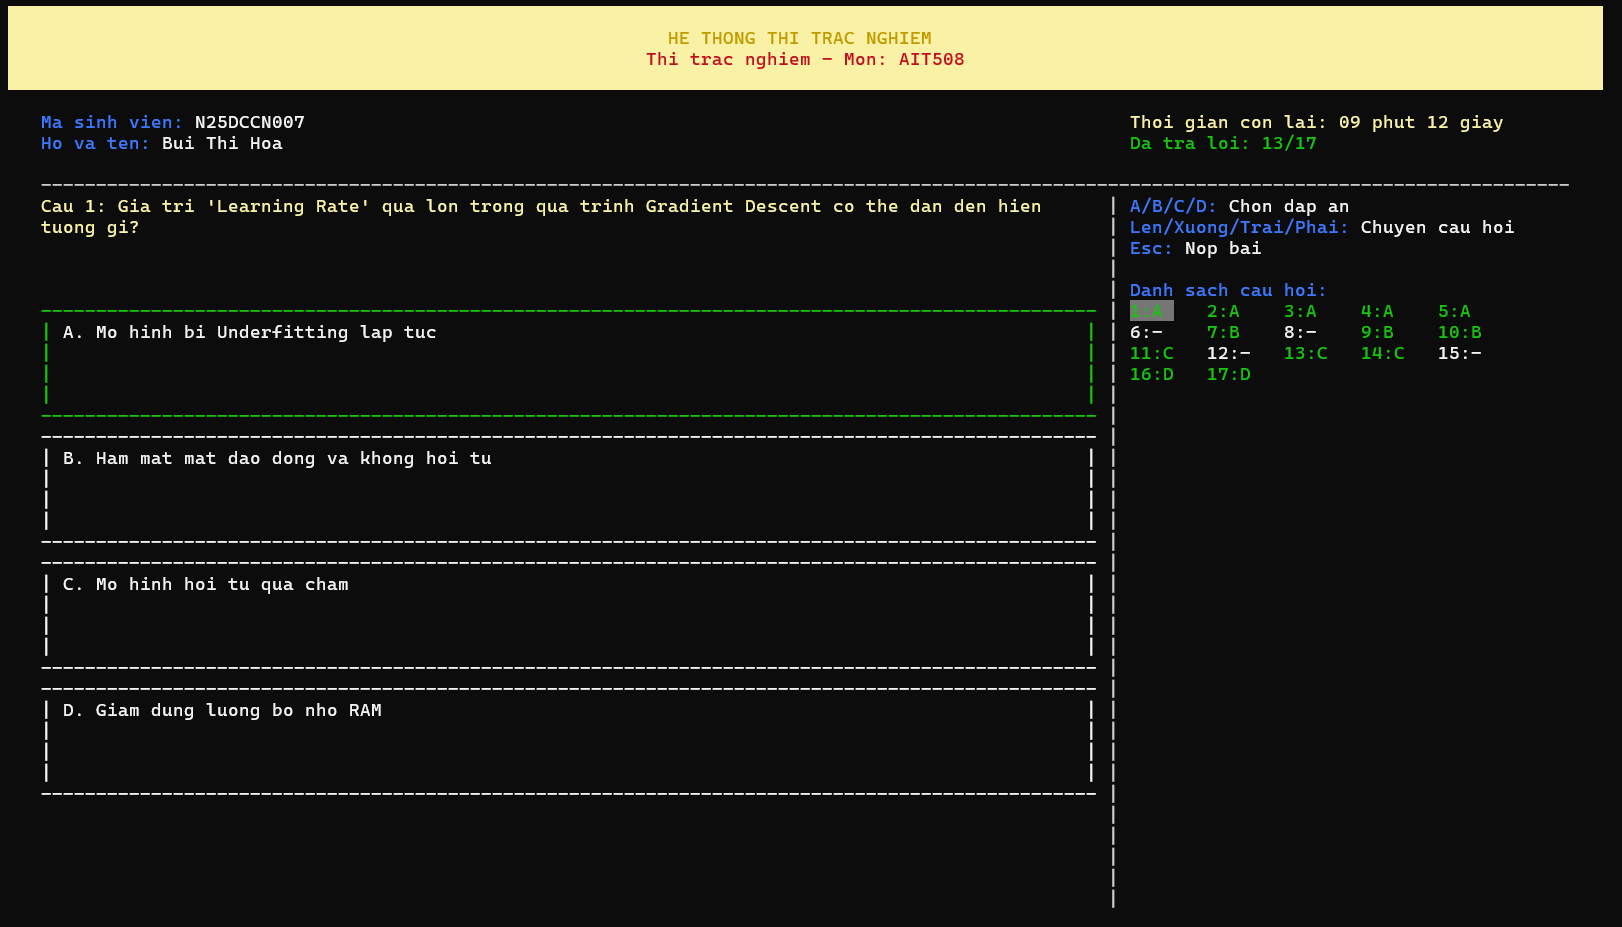 HE THONG THI TRAC NGHIEM
Thi trac nghiem - Mon: AIT508
Ma sinh vien: N25DCCN007
Ho va ten: Bui Thi Hoa
Thoi gian con lai: 09 phut 12 giay
Da tra loi: 13/17
Cau 1: Gia tri 'Learning Rate' qua lon trong qua trinh Gradient Descent co the dan den hien
tuong gi?
A. Mo hinh bi Underfitting lap tuc
B. Ham mat mat dao dong va khong hoi tu
C. Mo hinh hoi tu qua cham
D. Giam dung luong bo nho RAM
A/B/C/D: Chon dap an
Len/Xuong/Trai/Phai: Chuyen cau hoi
Esc: Nop bai
Danh sach cau hoi:
1:A 2:A 3:A 4:A 5:A
6:- 7:B 8:- 9:B 10:B
11:C 12:- 13:C 14:C 15:-
16:D 17:D